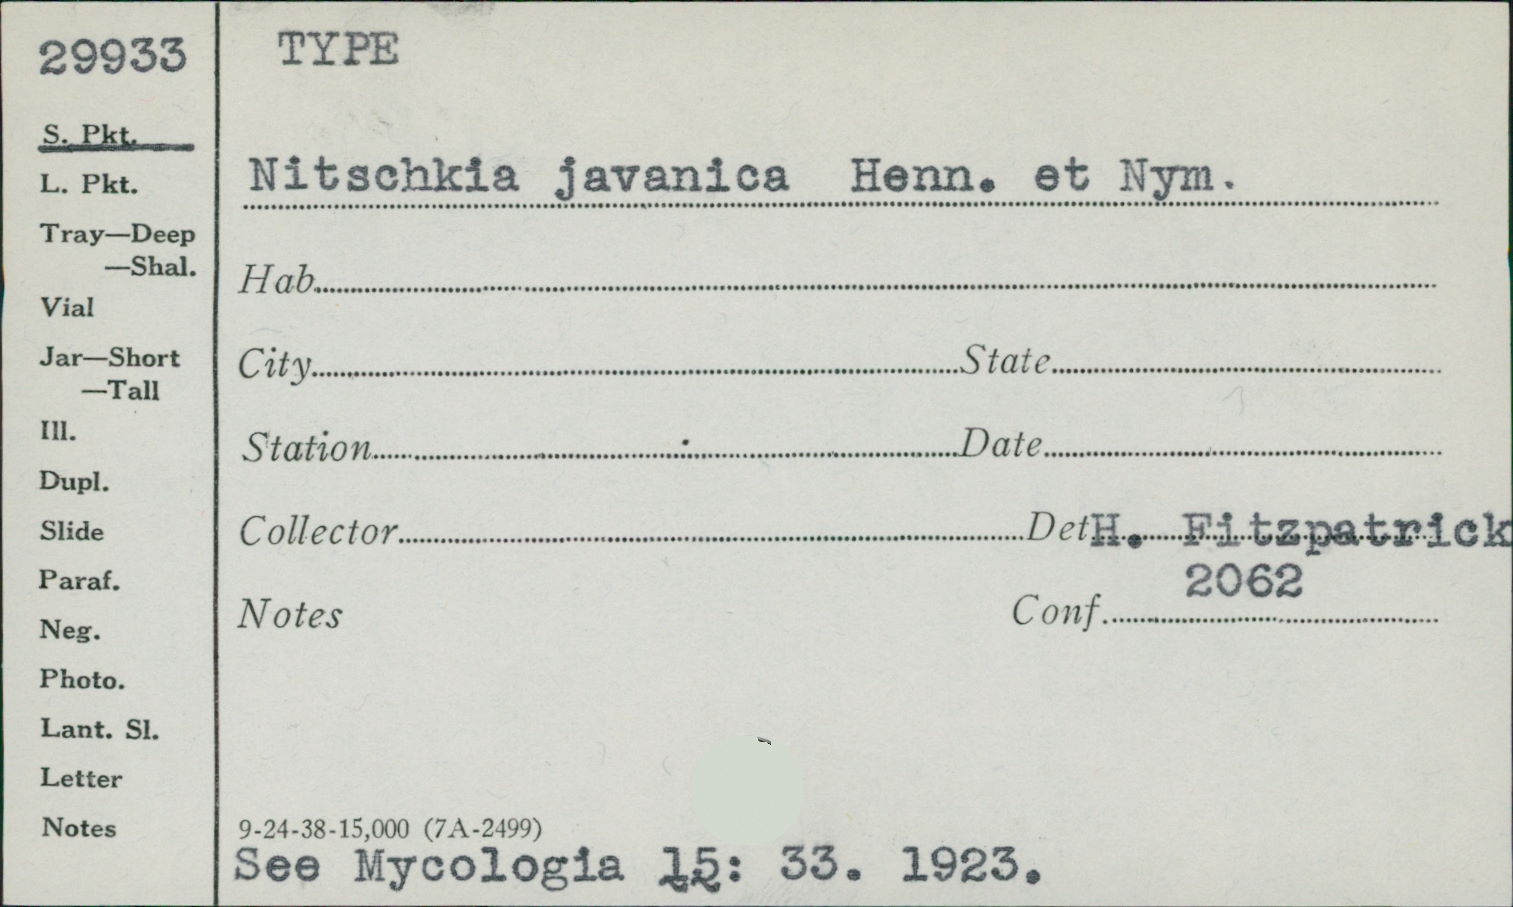 29933
TYPE
S. Pkt.
L. Pkt.
Tray—Deep
—Shal.
Vial
Jar—Short
—Tall
Ill.
Dupl.
Slide
Paraf.
Neg.
Photo.
Lant. Sl.
Letter
Notes
Nitschkia javanica Henn. et Nym.
Hab.
City State
Station Date
Collector Det H. Fitzpatrick
2062
Notes Conf.
9-24-38-15,000 (7A-2499)
See Mycologia 15: 33. 1923.